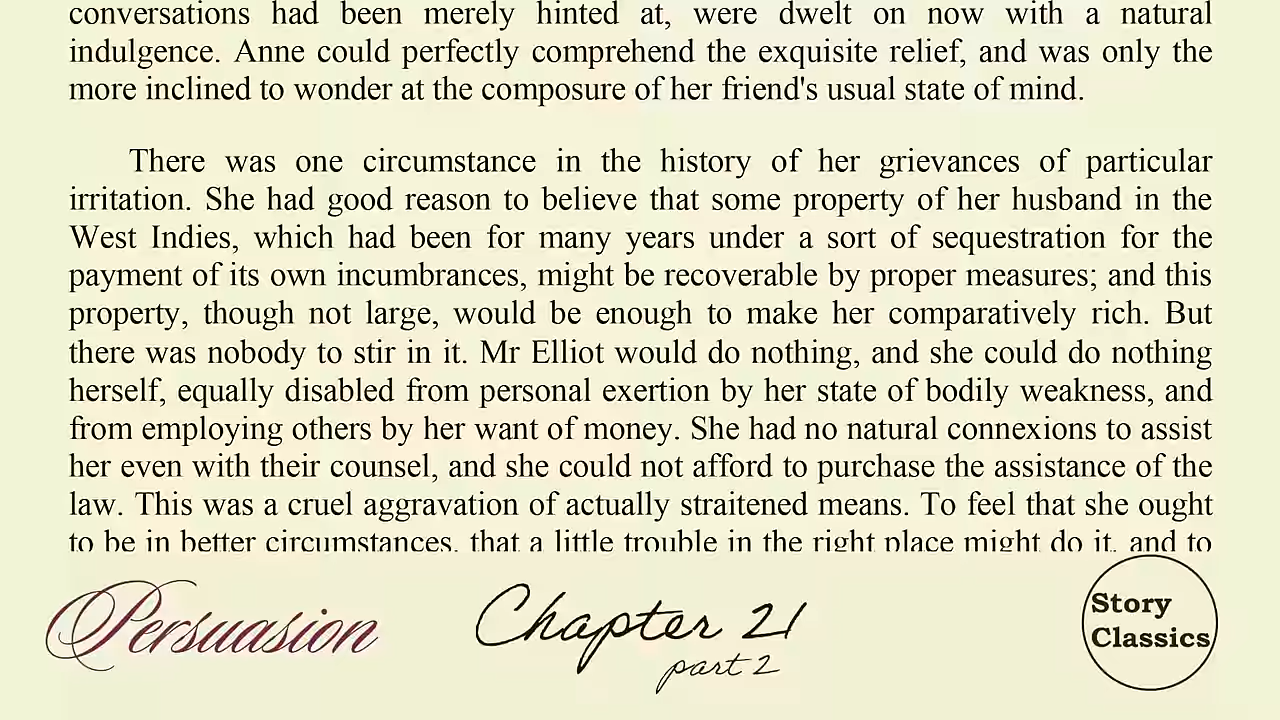 conversations had been merely hinted at, were dwelt on now with a natural
indulgence. Anne could perfectly comprehend the exquisite relief, and was only the
more inclined to wonder at the composure of her friend's usual state of mind.
There was one circumstance in the history of her grievances of particular
irritation. She had good reason to believe that some property of her husband in the
West Indies, which had been for many years under a sort of sequestration for the
payment of its own incumbrances, might be recoverable by proper measures; and this
property, though not large, would be enough to make her comparatively rich. But
there was nobody to stir in it. Mr Elliot would do nothing, and she could do nothing
herself, equally disabled from personal exertion by her state of bodily weakness, and
from employing others by her want of money. She had no natural connexions to assist
her even with their counsel, and she could not afford to purchase the assistance of the
law. This was a cruel aggravation of actually straitened means. To feel that she ought
to be in better circumstances, that a little trouble in the right place might do it, and to
Persuasion
Chapter 21
part 2
Story
Classics